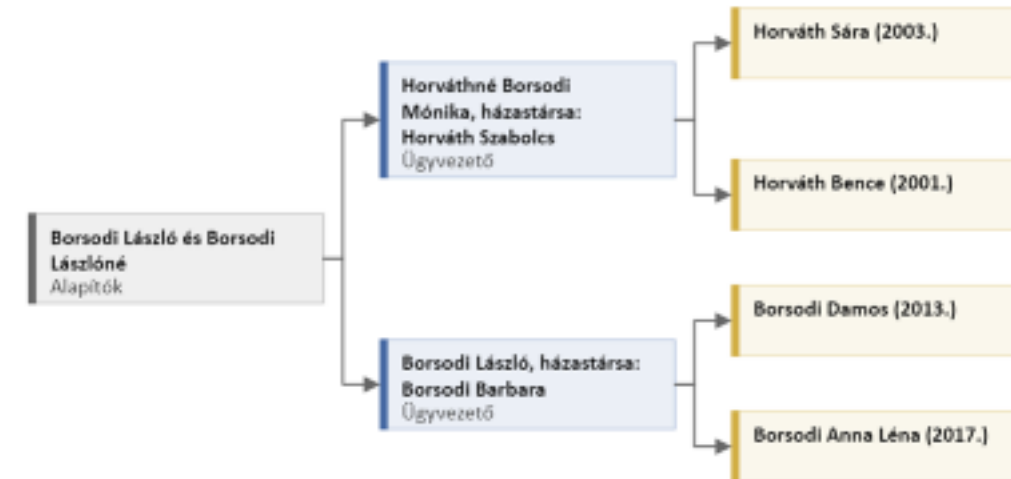 Borsodi László és Borsodi
Lászlóné
Alapítók
Horváthné Borsodi
Mónika, házastársa:
Horváth Szabolcs
Ügyvezető
Borsodi László, házastársa:
Borsodi Barbara
Ügyvezető
Horváth Sára (2003.)
Horváth Bence (2001.)
Borsodi Damos (2013.)
Borsodi Anna Léna (2017.)